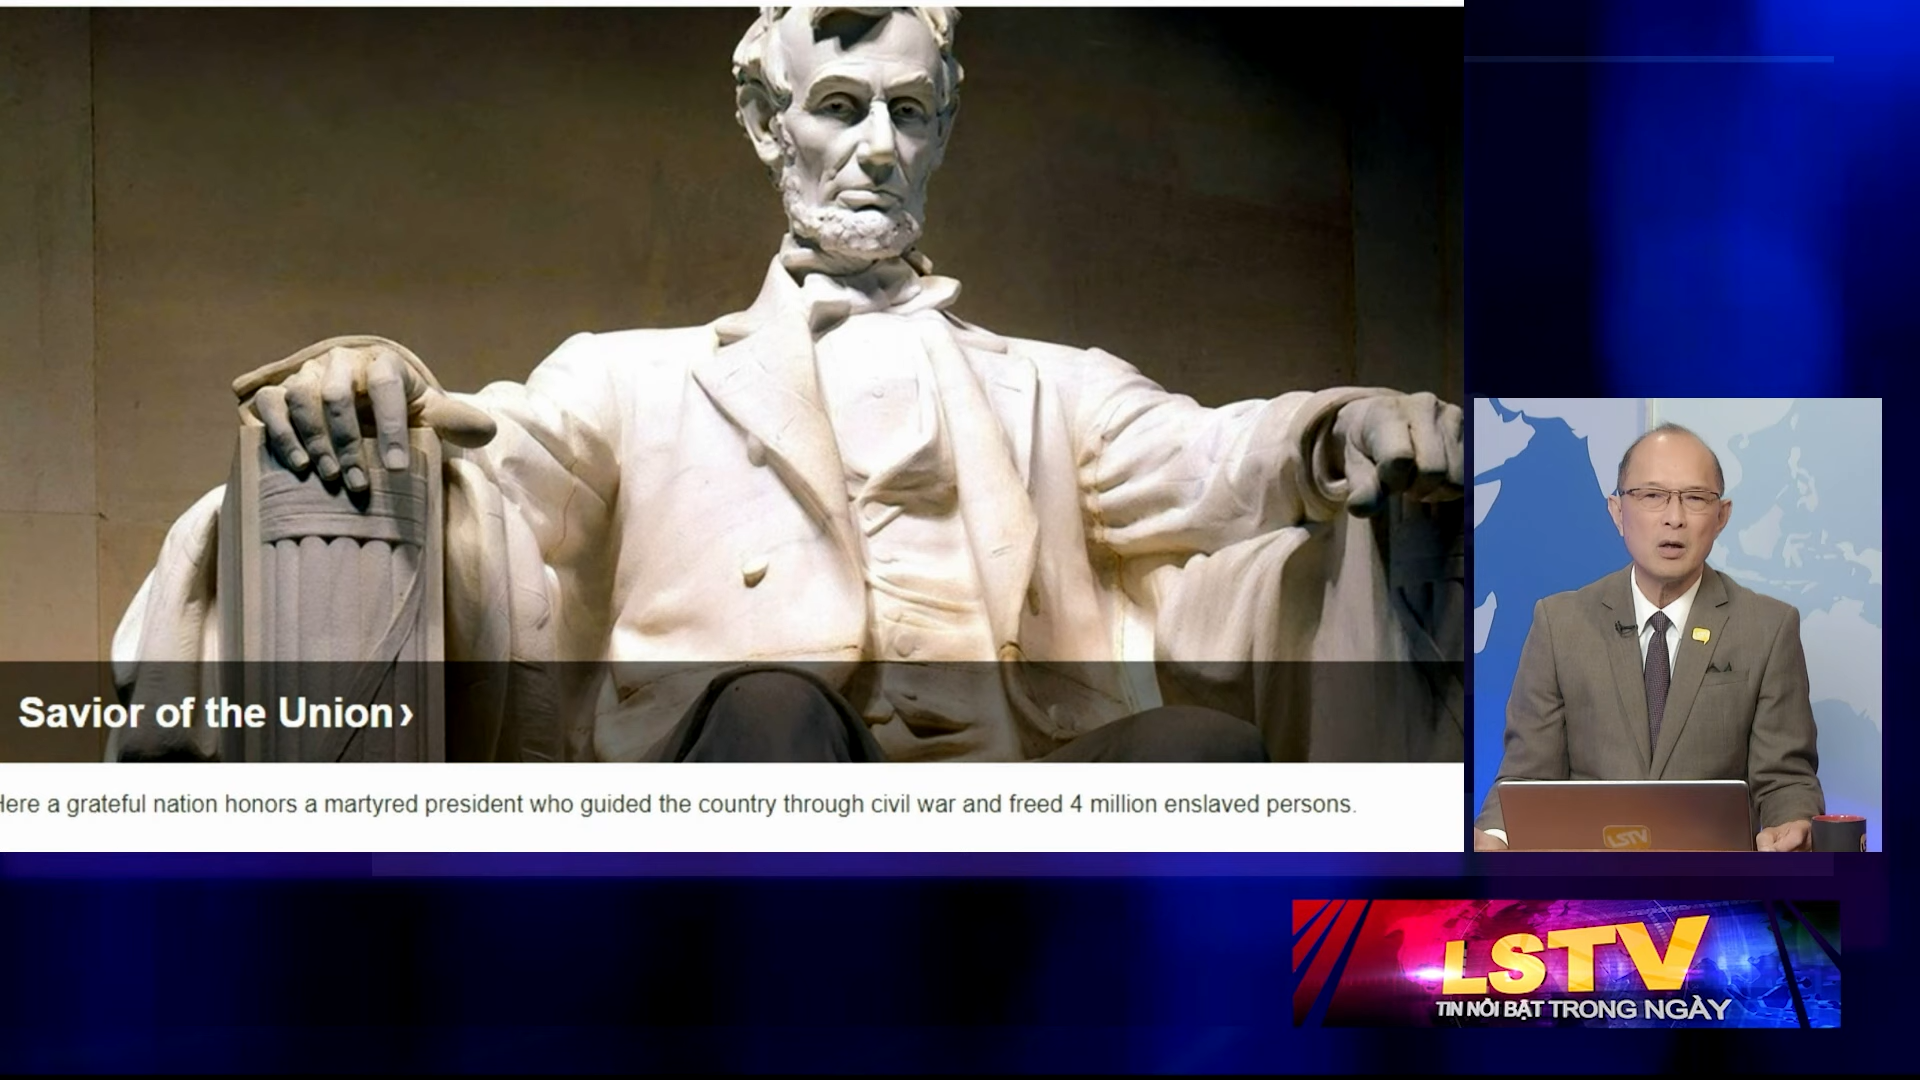 Savior of the Union›
Here a grateful nation honors a martyred president who guided the country through civil war and freed 4 million enslaved persons.
LSTV
LSTV
TIN NỔI BẬT TRONG NGÀY